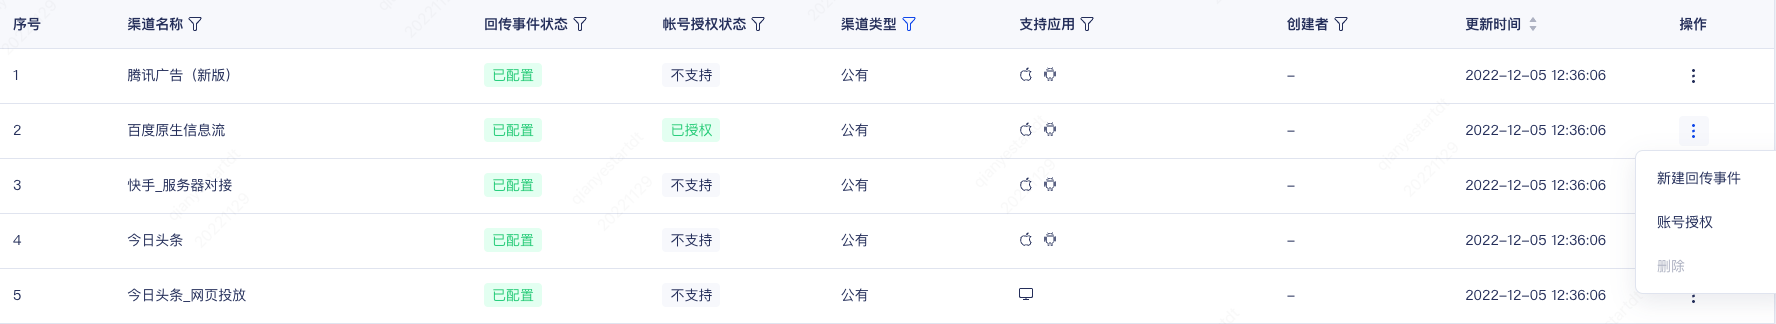 序号 渠道名称 回传事件状态 帐号授权状态 渠道类型 支持应用 创建者 更新时间 操作
1 腾讯广告（新版） 已配置 不支持 公有 – 2022-12-05 12:36:06
2 百度原生信息流 已配置 已授权 公有 – 2022-12-05 12:36:06
新建回传事件
3 快手_服务器对接 已配置 不支持 公有 – 2022-12-05 12:36:06
账号授权
4 今日头条 已配置 不支持 公有 – 2022-12-05 12:36:06
删除
5 今日头条_网页投放 已配置 不支持 公有 – 2022-12-05 12:36:06